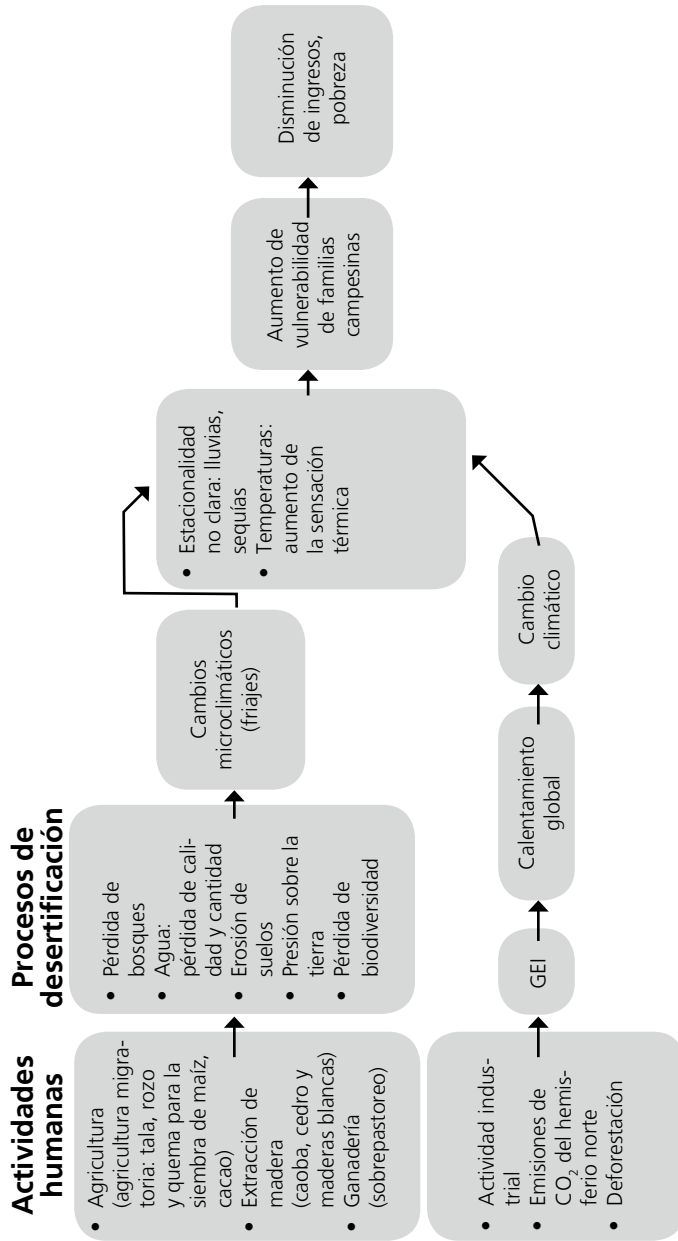 Actividades
humanas
Procesos de
desertificación
• Agricultura
(agricultura migra-
toria: tala, rozo
y quema para la
siembra de maíz,
cacao)
• Extracción de
madera
(caoba, cedro y
maderas blancas)
• Ganadería
(sobrepastoreo)
• Pérdida de
bosques
• Agua:
pérdida de cali-
dad y cantidad
• Erosión de
suelos
• Presión sobre la
tierra
• Pérdida de
biodiversidad
Cambios
microclimáticos
(friajes)
• Estacionalidad
no clara: lluvias,
sequías
• Temperaturas:
aumento de
la sensación
térmica
Aumento de
vulnerabilidad
de familias
campesinas
Disminución
de ingresos,
pobreza
• Actividad indus-
trial
• Emisiones de
CO₂ del hemis-
ferio norte
• Deforestación
GEI
Calentamiento
global
Cambio
climático